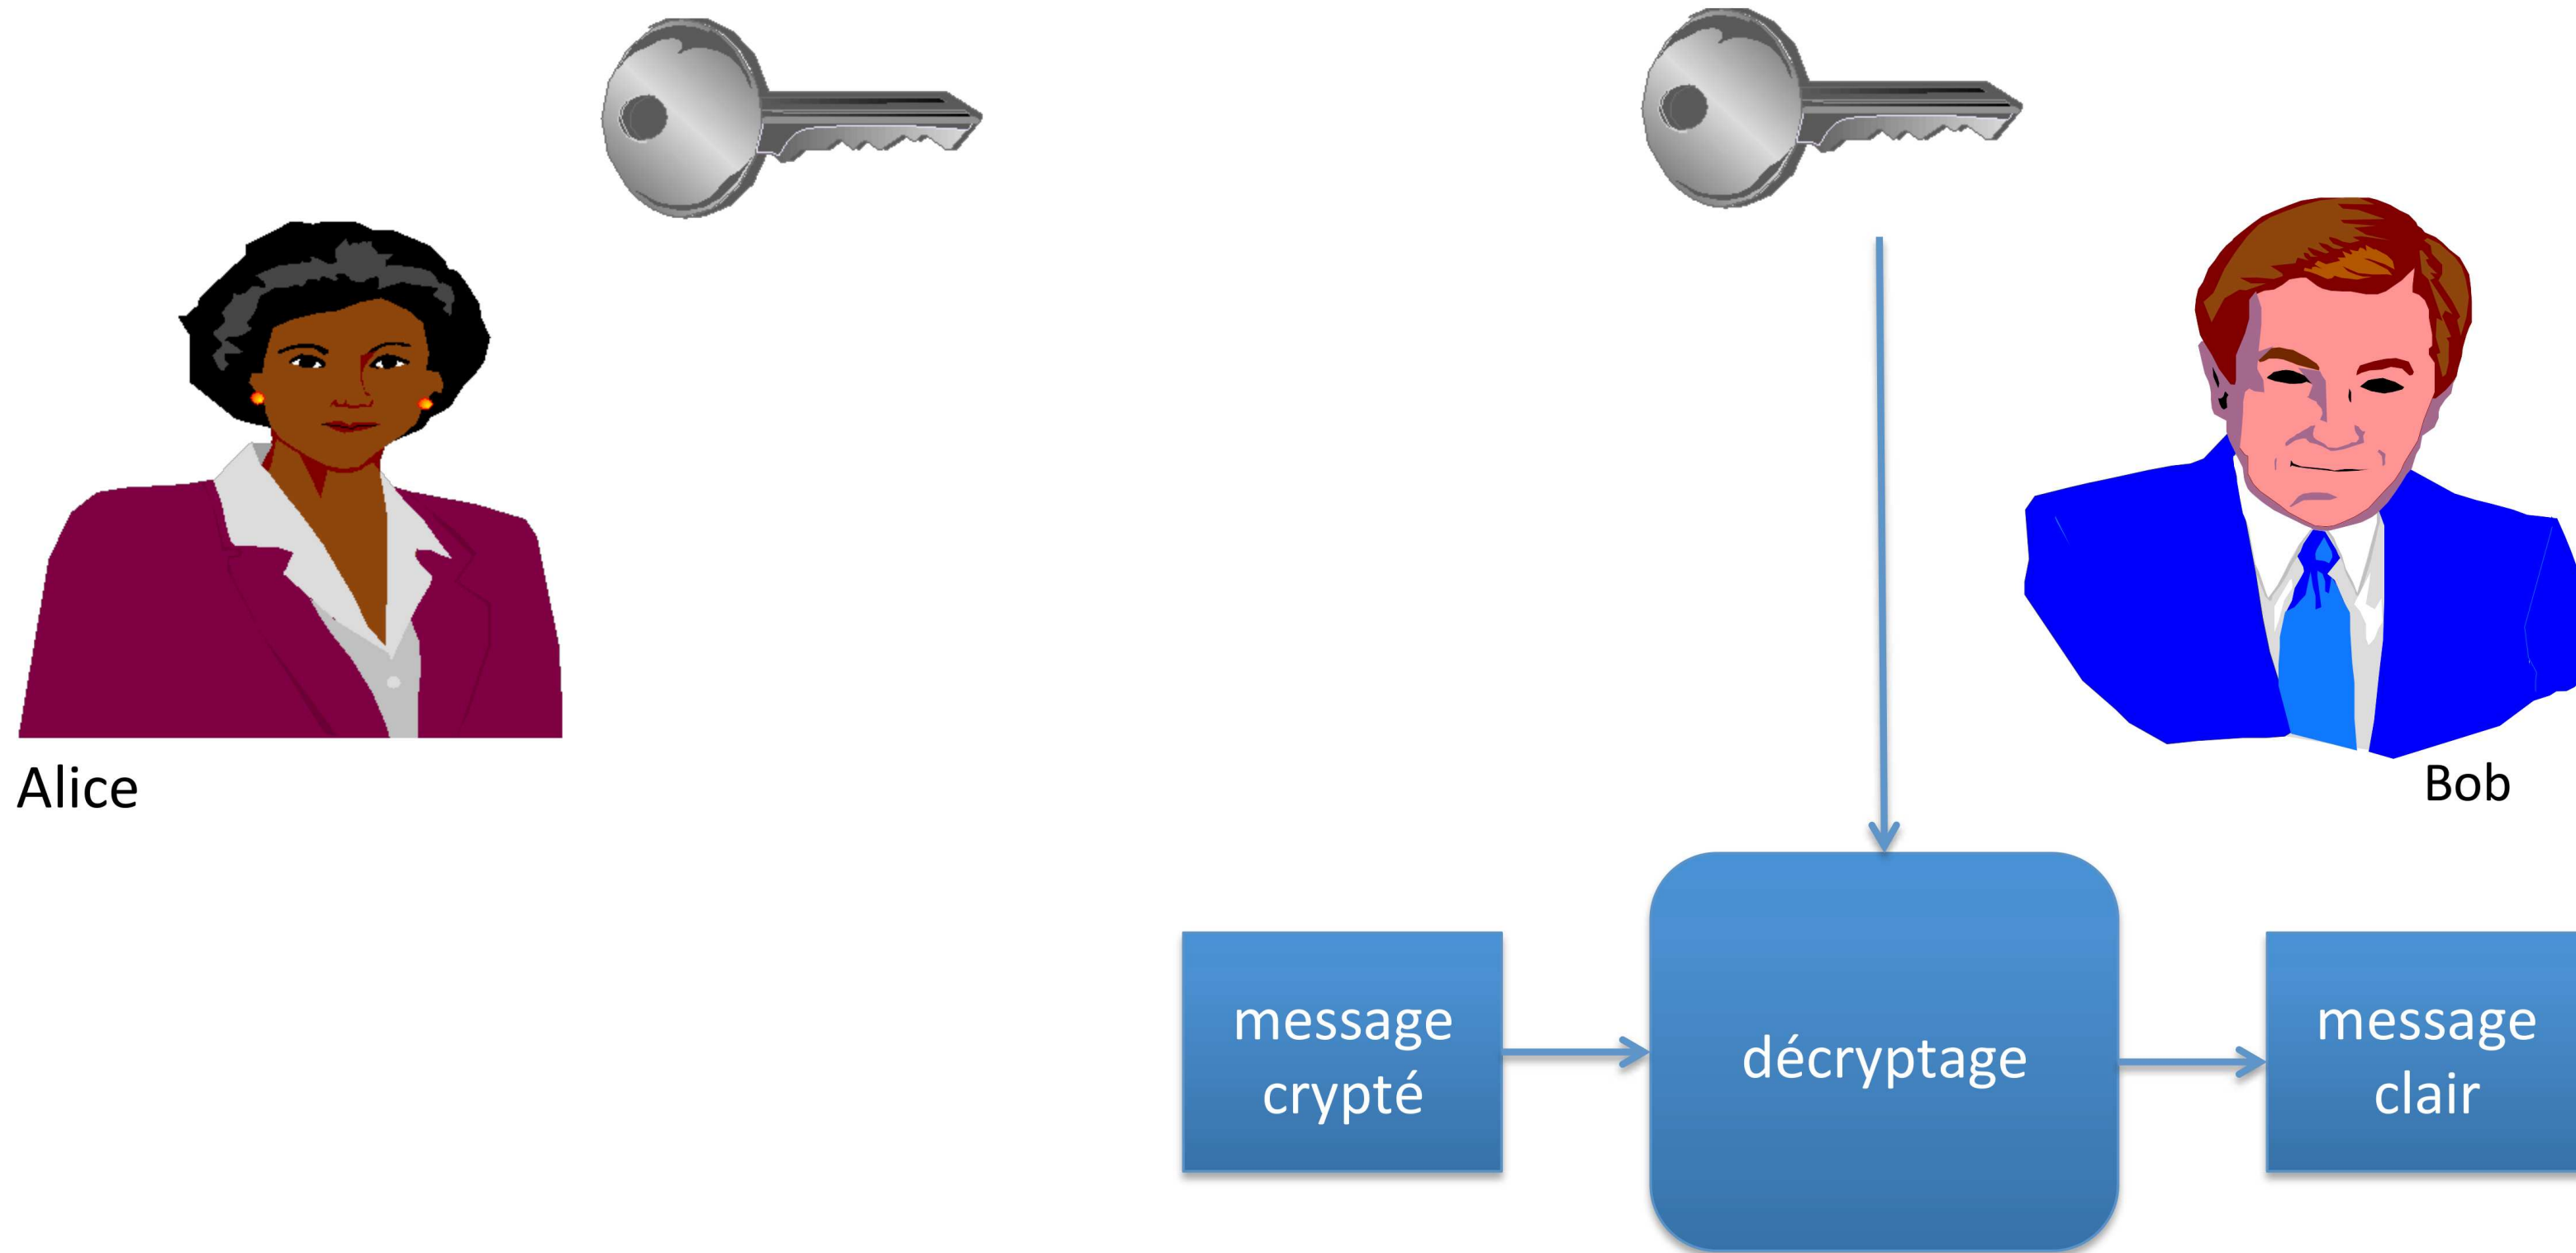 Alice
Bob
message
crypté
décryptage
message
clair